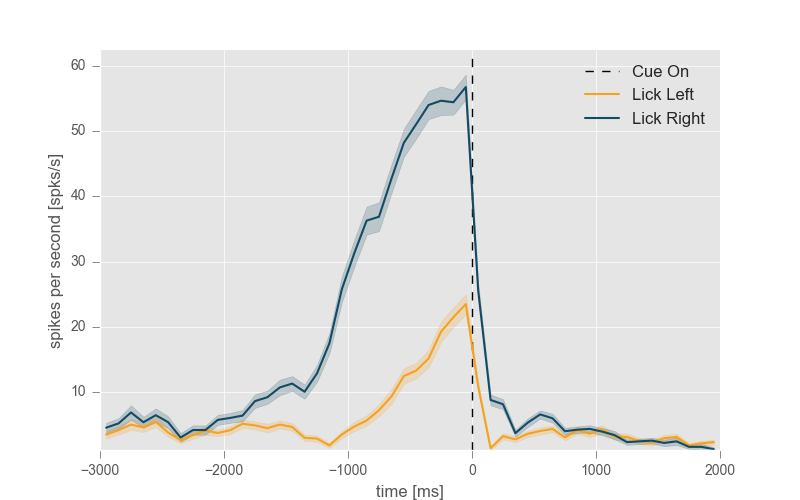 60
50
40
30
20
10
spikes per second [spks/s]
Cue On
Lick Left
Lick Right
−3000 −2000 −1000 0 1000 2000
time [ms]